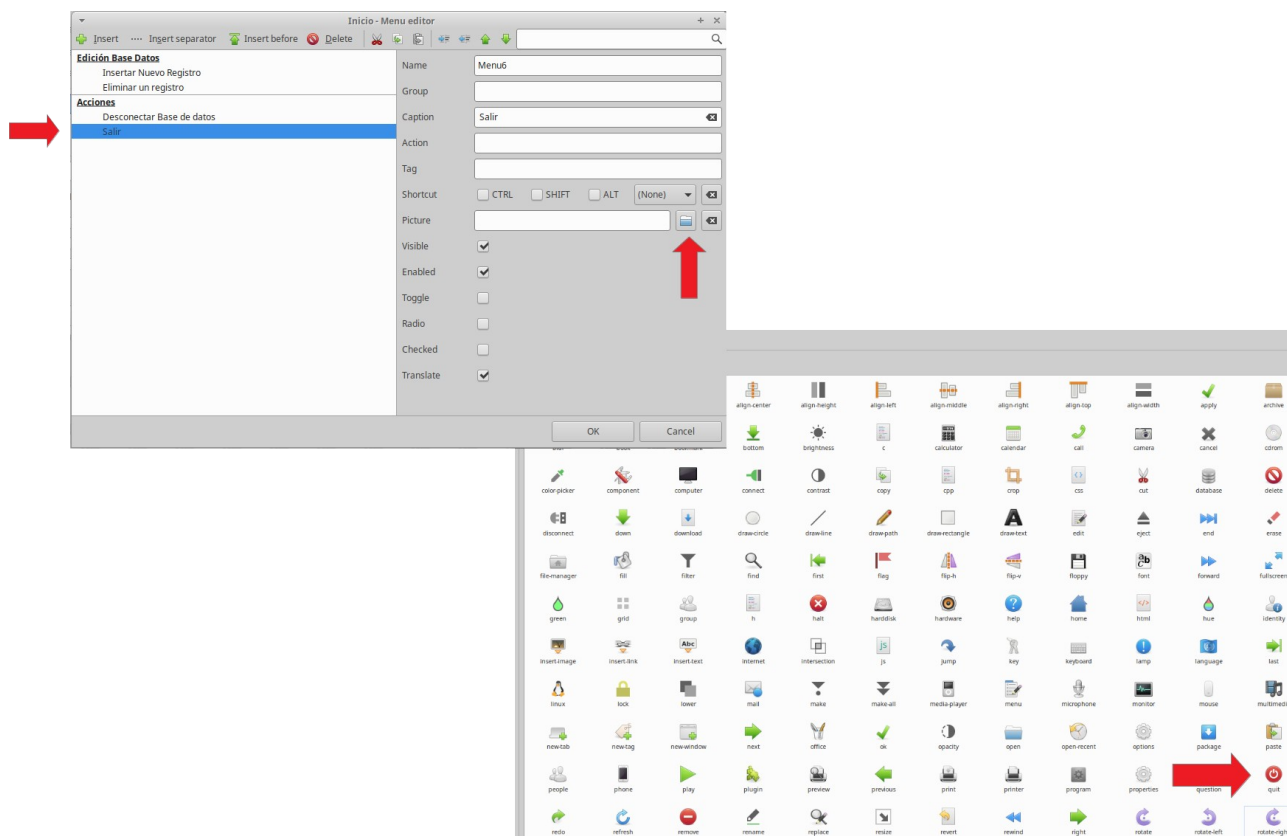 Inicio - Menu editor
Insert
Insert separator
Insert before
Delete
Edición Base Datos
Insertar Nuevo Registro
Eliminar un registro
Acciones
Desconectar Base de datos
Salir
Name Menu6
Group
Caption Salir
Action
Tag
Shortcut CTRL SHIFT ALT (None)
Picture
Visible
Enabled
Toggle
Radio
Checked
Translate
OK Cancel
align-center align-height align-left align-middle align-right align-top align-width apply archive
bottom brightness c calculator calendar call camera cancel cdrom
color-picker component computer connect contrast copy cpp crop css cut database delete
disconnect down download draw-circle draw-line draw-path draw-rectangle draw-text edit eject end erase
file-manager fill filter find first flag flip-h flip-v floppy font forward fullscreen
green grid group h halt harddisk hardware help home html hue identity
insert-image insert-link insert-text internet intersection js jump key keyboard lamp language last
linux lock lower mail make make-all media-player menu microphone monitor mouse multimedi
new-tab new-tag new-window next office ok opacity open open-recent options package paste
people phone play plugin preview previous print printer program properties question quit
redo refresh remove rename replace resize revert rewind right rotate rotate-left rotate-righ